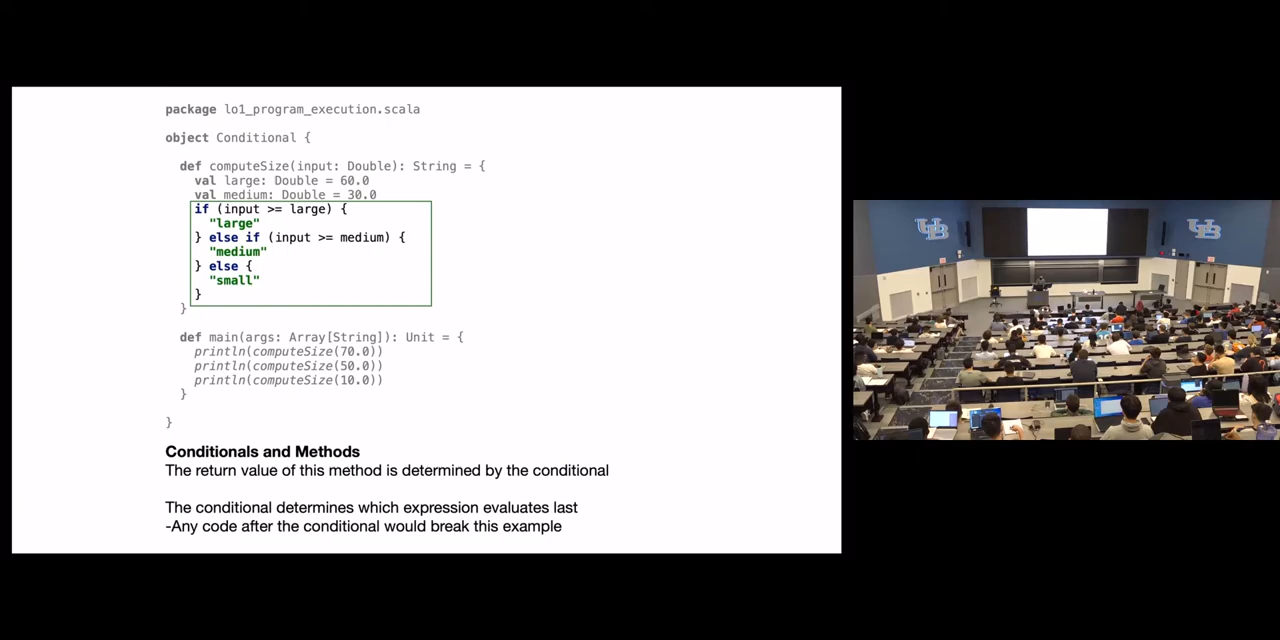 package lo1_program_execution.scala
object Conditional {
def computeSize(input: Double): String = {
val large: Double = 60.0
val medium: Double = 30.0
if (input >= large) {
"large"
} else if (input >= medium) {
"medium"
} else {
"small"
}
}
def main(args: Array[String]): Unit = {
println(computeSize(70.0))
println(computeSize(50.0))
println(computeSize(10.0))
}
}
Conditionals and Methods
The return value of this method is determined by the conditional
The conditional determines which expression evaluates last
-Any code after the conditional would break this example
UB
UB